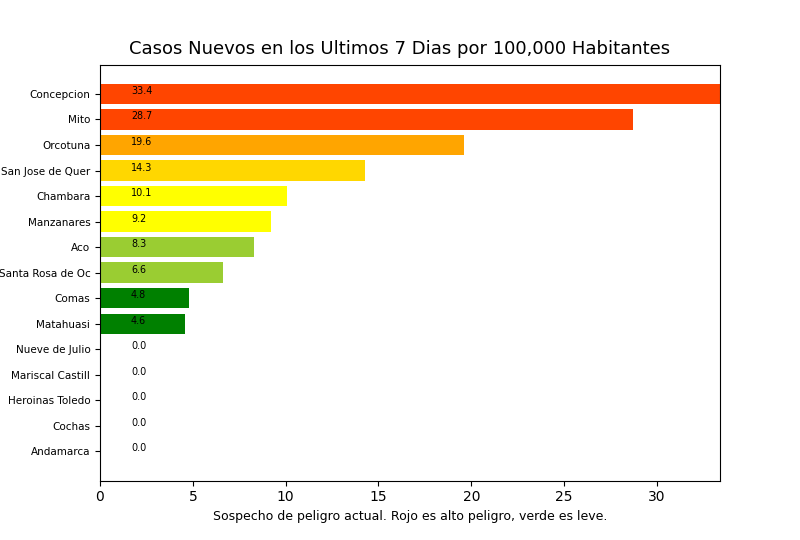 Casos Nuevos en los Ultimos 7 Dias por 100,000 Habitantes
Concepcion 33.4
Mito 28.7
Orcotuna 19.6
San Jose de Quer 14.3
Chambara 10.1
Manzanares 9.2
Aco 8.3
Santa Rosa de Oc 6.6
Comas 4.8
Matahuasi 4.6
Nueve de Julio 0.0
Mariscal Castill 0.0
Heroinas Toledo 0.0
Cochas 0.0
Andamarca 0.0
0 5 10 15 20 25 30
Sospecho de peligro actual. Rojo es alto peligro, verde es leve.